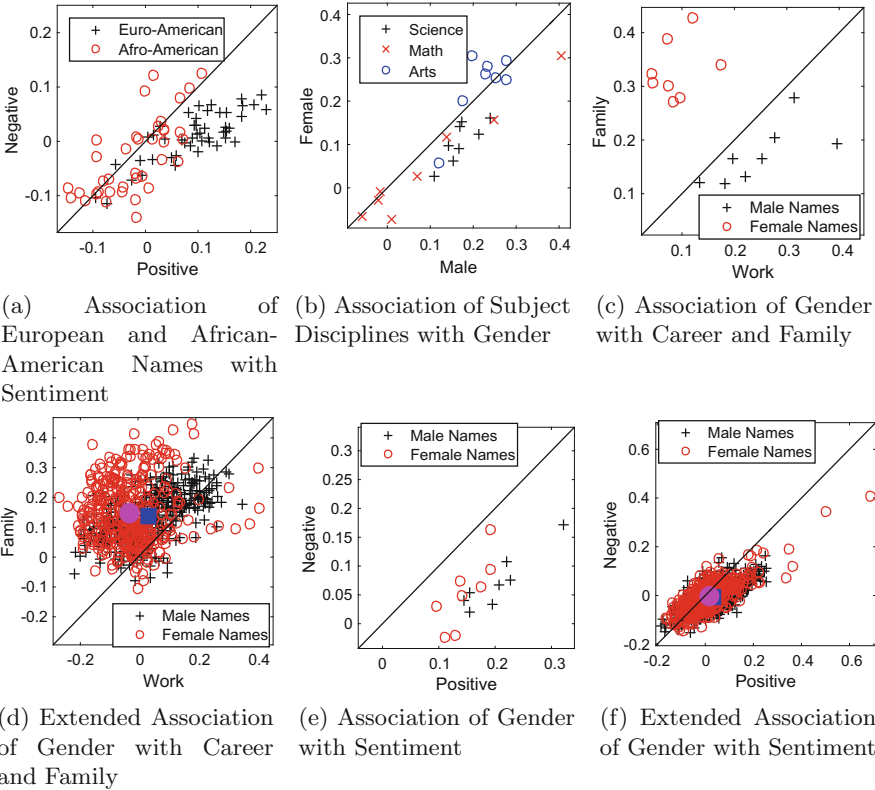 0.2
0.1
0
-0.1
Negative
Euro-American
Afro-American
-0.1
0
0.1
0.2
Positive
0.4
0.3
0.2
0.1
0
Female
Science
Math
Arts
0
0.1
0.2
0.3
0.4
Male
0.4
0.3
0.2
0.1
Family
Male Names
Female Names
0.1
0.2
0.3
0.4
Work
(a) Association of
European and African-
American Names with
Sentiment
(b) Association of Subject
Disciplines with Gender
(c) Association of Gender
with Career and Family
0.4
0.3
0.2
0.1
0
-0.1
-0.2
Family
Male Names
Female Names
-0.2
0
0.2
0.4
Work
0.3
0.25
0.2
0.15
0.1
0.05
0
Negative
Male Names
Female Names
0
0.1
0.2
0.3
Positive
0.6
0.4
0.2
0
-0.2
Negative
Male Names
Female Names
-0.2
0
0.2
0.4
0.6
Positive
(d) Extended Association
of Gender with Career
and Family
(e) Association of Gender
with Sentiment
(f) Extended Association
of Gender with Sentiment